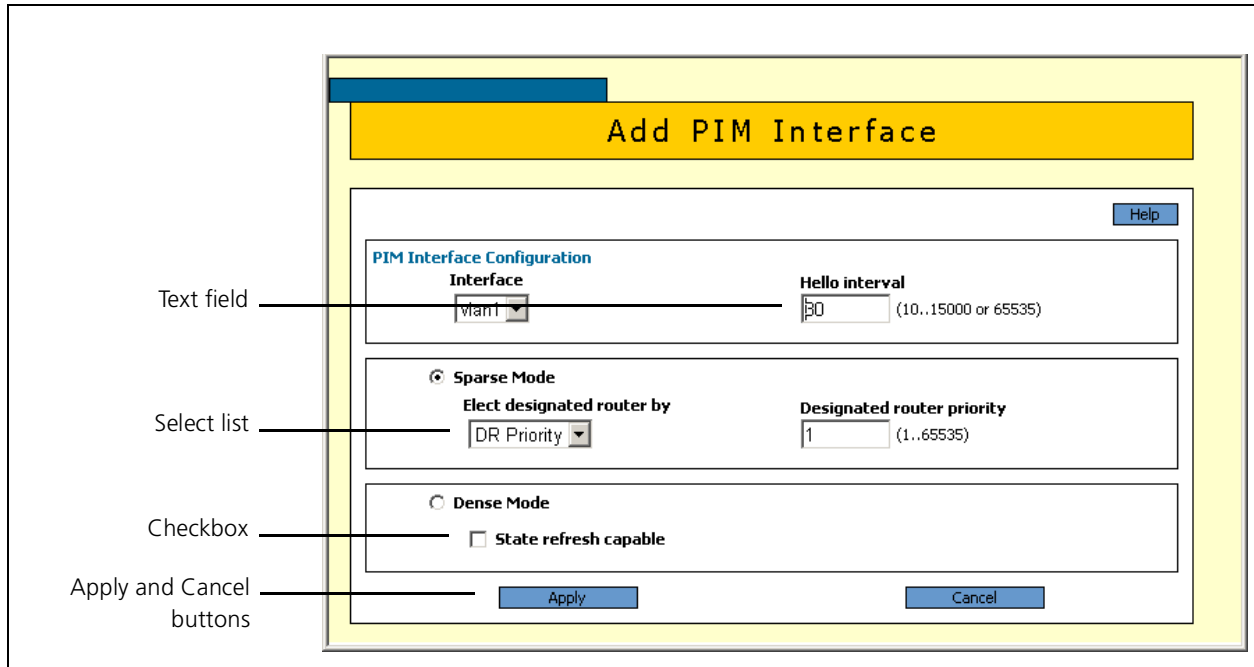 Add PIM Interface
Help
PIM Interface Configuration
Interface
Hello interval
Text field
vlan1
30
(10..15000 or 65535)
Sparse Mode
Elect designated router by
Designated router priority
Select list
DR Priority
1
(1..65535)
Dense Mode
Checkbox
State refresh capable
Apply and Cancel
buttons
Apply
Cancel